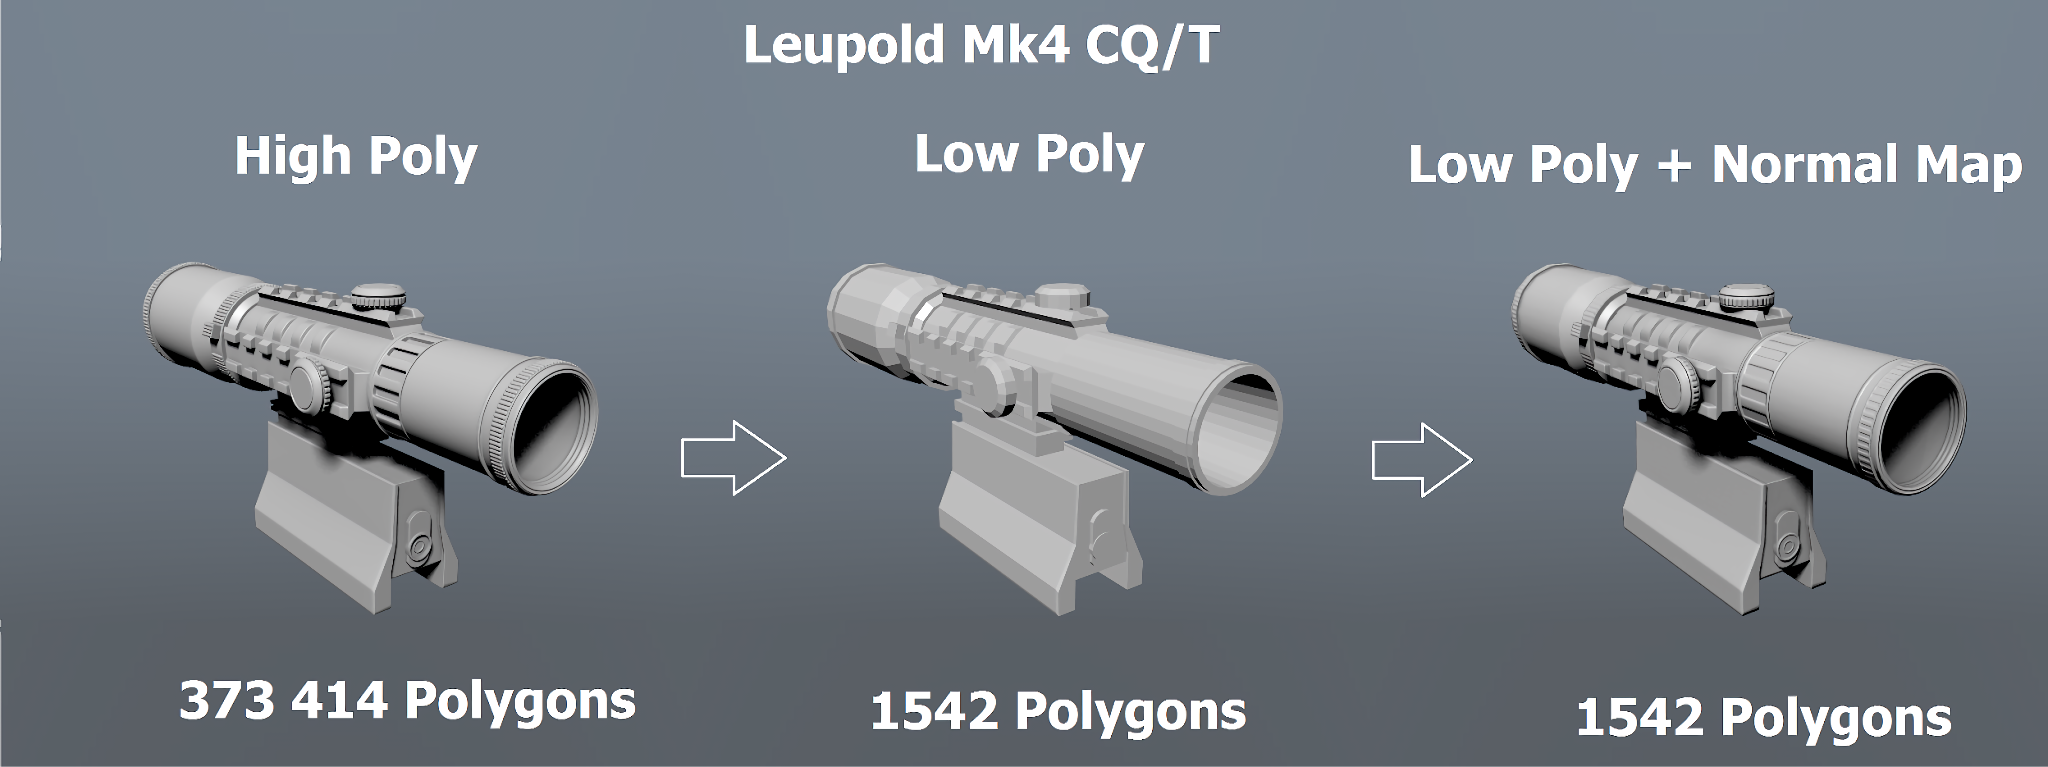 Leupold Mk4 CQ/T
High Poly
Low Poly
Low Poly + Normal Map
373 414 Polygons
1542 Polygons
1542 Polygons